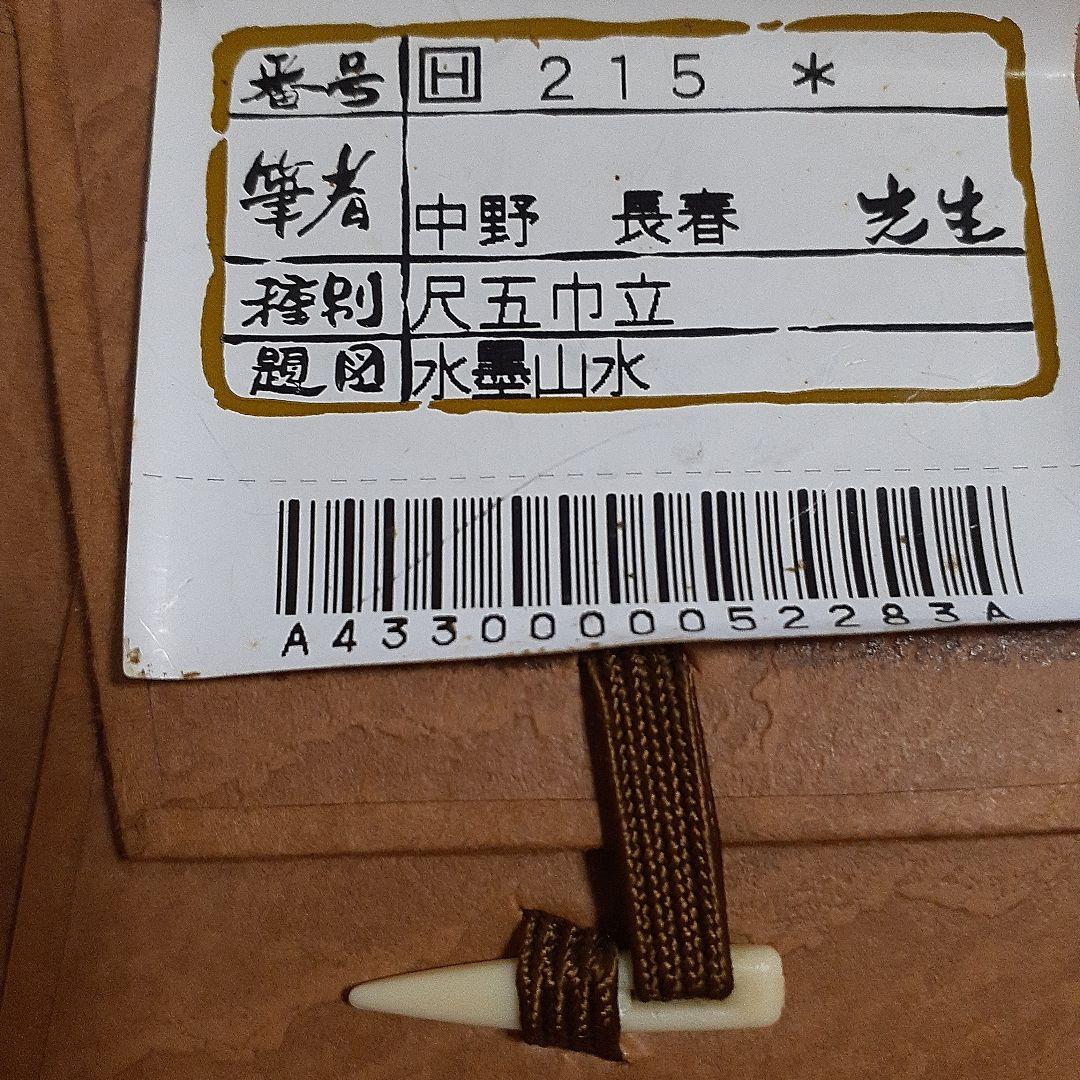 番号 🄷 215 *
筆者 中野 長春 先生
種別 尺五巾立
題図 水墨山水
A4330000052283A